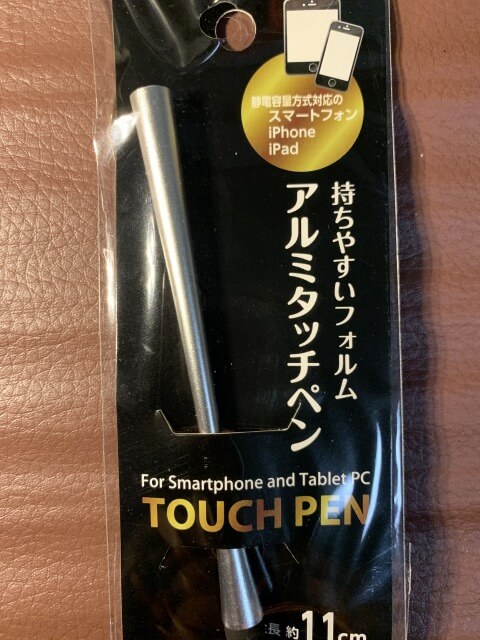 静電容量方式対応の
スマートフォン
iPhone
iPad
持ちやすいフォルム
アルミタッチペン
For Smartphone and Tablet PC
TOUCH PEN
長 約11cm